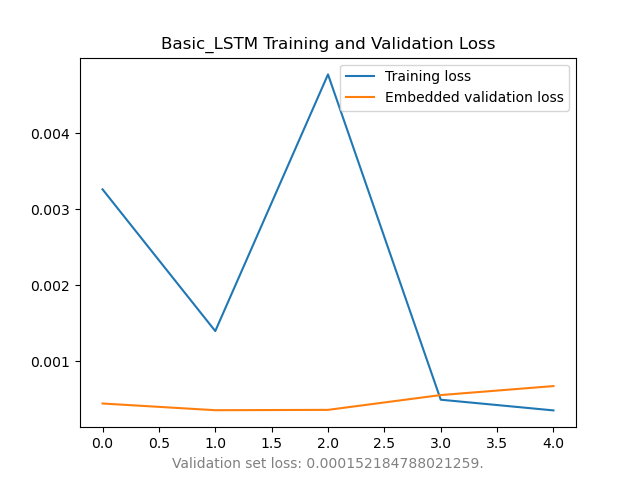 Basic_LSTM Training and Validation Loss
Training loss
Embedded validation loss
0.004
0.003
0.002
0.001
0.0 0.5 1.0 1.5 2.0 2.5 3.0 3.5 4.0
Validation set loss: 0.000152184788021259.